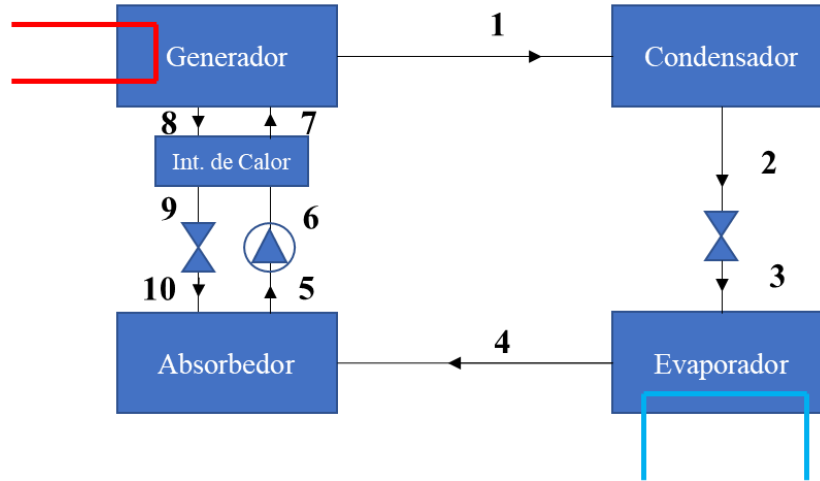 1
Generador
Condensador
8
7
Int. de Calor
2
9
6
10
5
3
4
Absorbedor
Evaporador